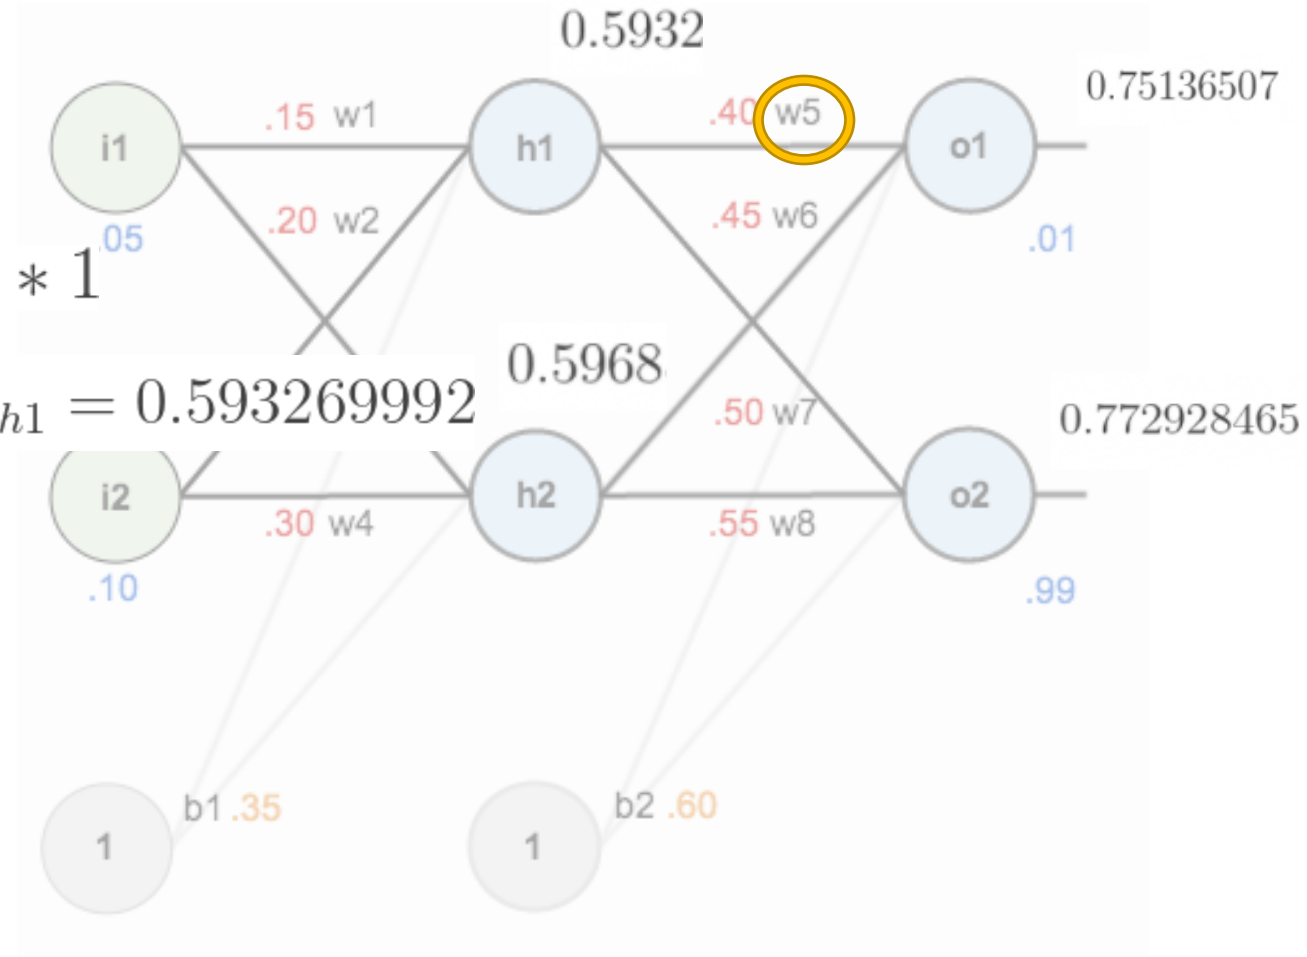 0.5932
0.75136507
.15 w1
.40 w5
i1
h1
o1
.20 w2
.45 w6
.05
.01
* 1
0.5968
h1 = 0.593269992
.50 w7
0.772928465
i2
h2
o2
.30 w4
.55 w8
.10
.99
b1 .35
b2 .60
1
1